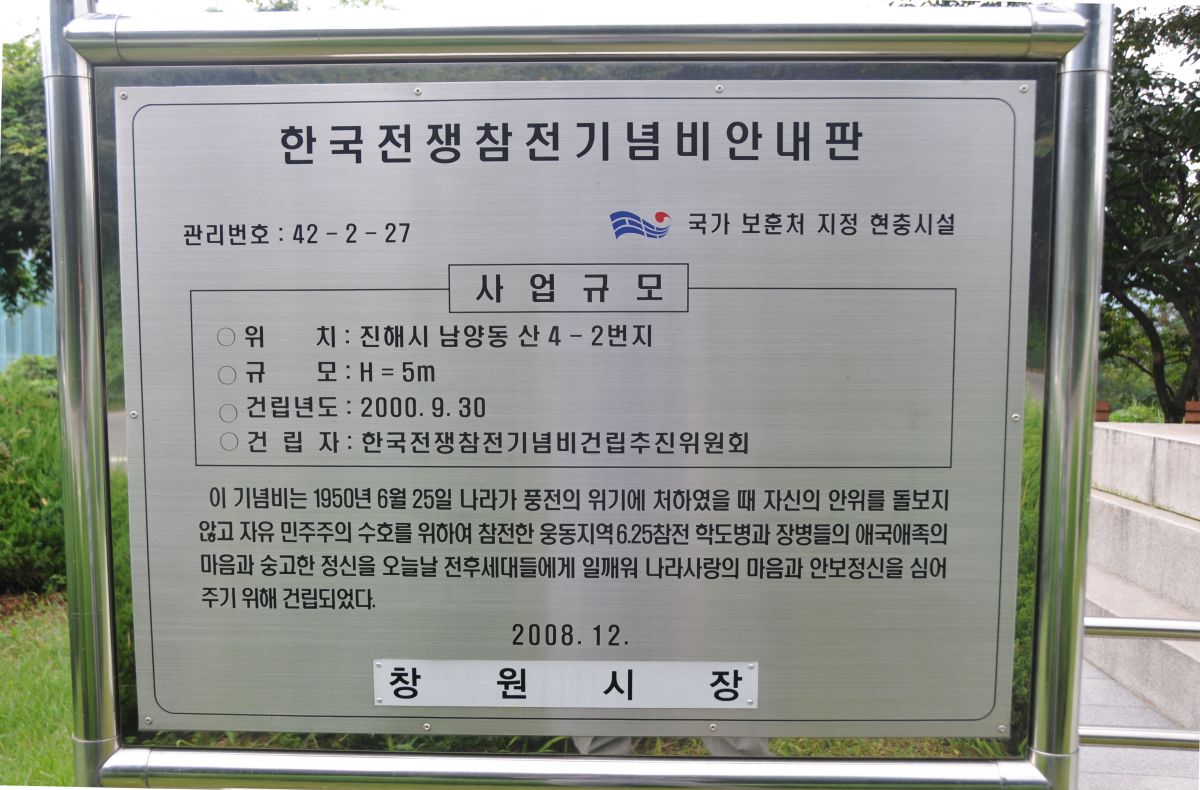 한국전쟁참전기념비안내판
관리번호 : 42 - 2 - 27
국가 보훈처 지정 현충시설
사 업 규 모
○ 위 치 : 진해시 남양동 산 4 - 2번지
○ 규 모 : H = 5m
○ 건립년도 : 2000. 9. 30
○ 건 립 자 : 한국전쟁참전기념비건립추진위원회
이 기념비는 1950년 6월 25일 나라가 풍전의 위기에 처하였을 때 자신의 안위를 돌보지
않고 자유 민주주의 수호를 위하여 참전한 웅동지역6.25참전 학도병과 장병들의 애국애족의
마음과 숭고한 정신을 오늘날 전후세대들에게 일깨워 나라사랑의 마음과 안보정신을 심어
주기 위해 건립되었다.
2008. 12.
창 원 시 장